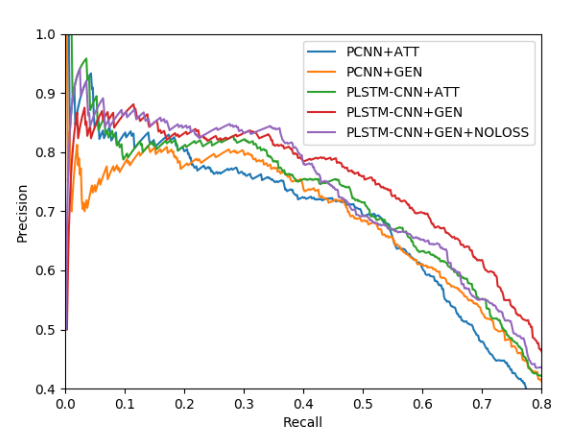 1.0
0.9
0.8
0.7
0.6
0.5
0.4
Precision
PCNN+ATT
PCNN+GEN
PLSTM-CNN+ATT
PLSTM-CNN+GEN
PLSTM-CNN+GEN+NOLOSS
0.0 0.1 0.2 0.3 0.4 0.5 0.6 0.7 0.8
Recall